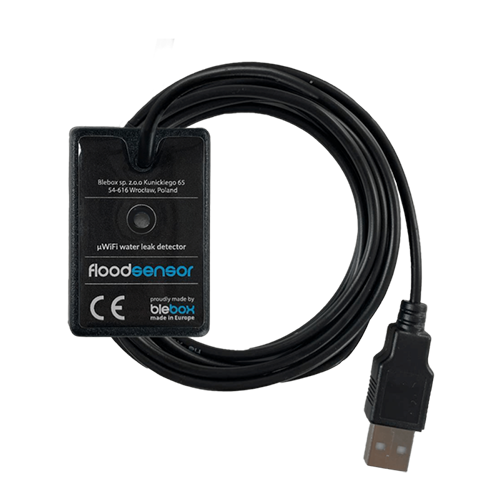 Blebox sp. z.o.o Kunickiego 65
54-616 Wrocław, Poland
µWiFi water leak detector
floodsensor
CE
proudly made by
blebox
made in Europe